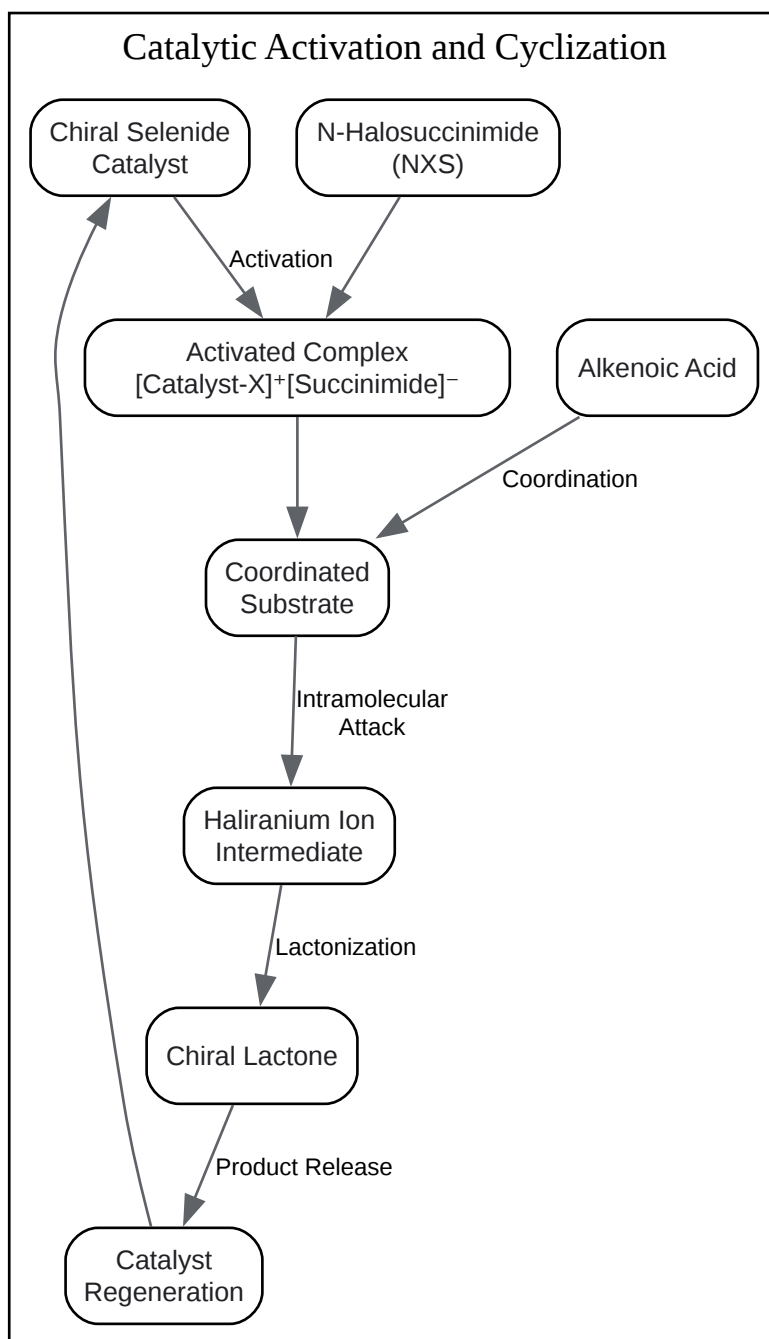 Catalytic Activation and Cyclization
Chiral Selenide
Catalyst
N-Halosuccinimide
(NXS)
Activation
Activated Complex
[Catalyst-X]⁺[Succinimide]⁻
Alkenoic Acid
Coordination
Coordinated
Substrate
Intramolecular
Attack
Haliranium Ion
Intermediate
Lactonization
Chiral Lactone
Product Release
Catalyst
Regeneration